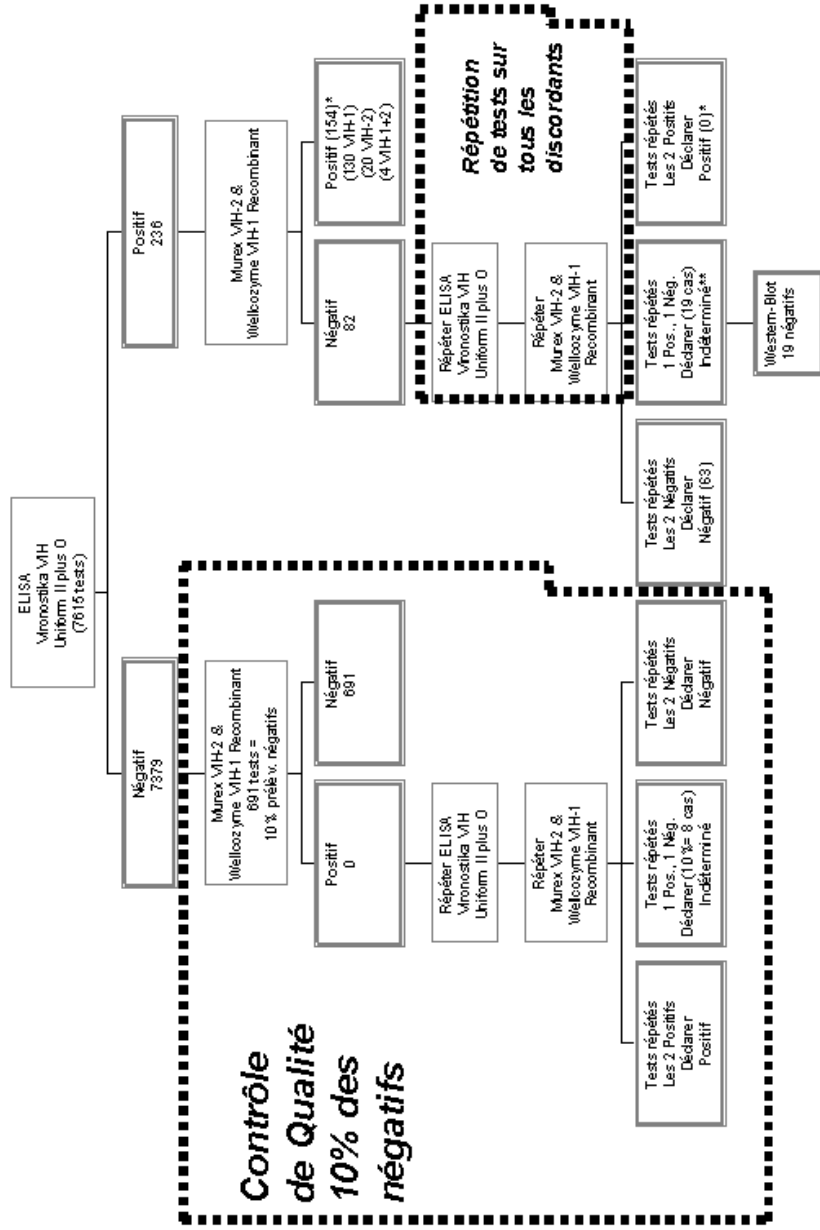 ELISA
Vironostika VIH
Uniform II plus O
(7615 tests)
Négatif
7379
Positif
236
Murex VIH-2 &
Wellcozyme VIH-1 Recombinant
691 tests =
10% prélèv. négatifs
Murex VIH-2 &
Wellcozyme VIH-1 Recombinant
Positif
0
Négatif
691
Négatif
82
Positif (154)*
(130 VIH-1)
(20 VIH-2)
(4 VIH-1+2)
Contrôle
de Qualité
10% des
négatifs
Répéter ELISA
Vironostika VIH
Uniform II plus O
Répéter ELISA
Vironostika VIH
Uniform II plus O
Répétition
de tests sur
tous les
discordants
Répéter
Murex VIH-2 &
Wellcozyme VIH-1
Recombinant
Répéter
Murex VIH-2 &
Wellcozyme VIH-1
Recombinant
Tests répétés
Les 2 Positifs
Déclarer
Positif
Tests répétés
1 Pos., 1 Nég.
Déclarer (10%= 8 cas)
Indéterminé
Tests répétés
Les 2 Négatifs
Déclarer
Négatif
Tests répétés
Les 2 Négatifs
Déclarer
Négatif (63)
Tests répétés
1 Pos., 1 Nég.
Déclarer (19 cas)
Indéterminé**
Tests répétés
Les 2 Positifs
Déclarer
Positif (0)*
Western-Blot
19 négatifs